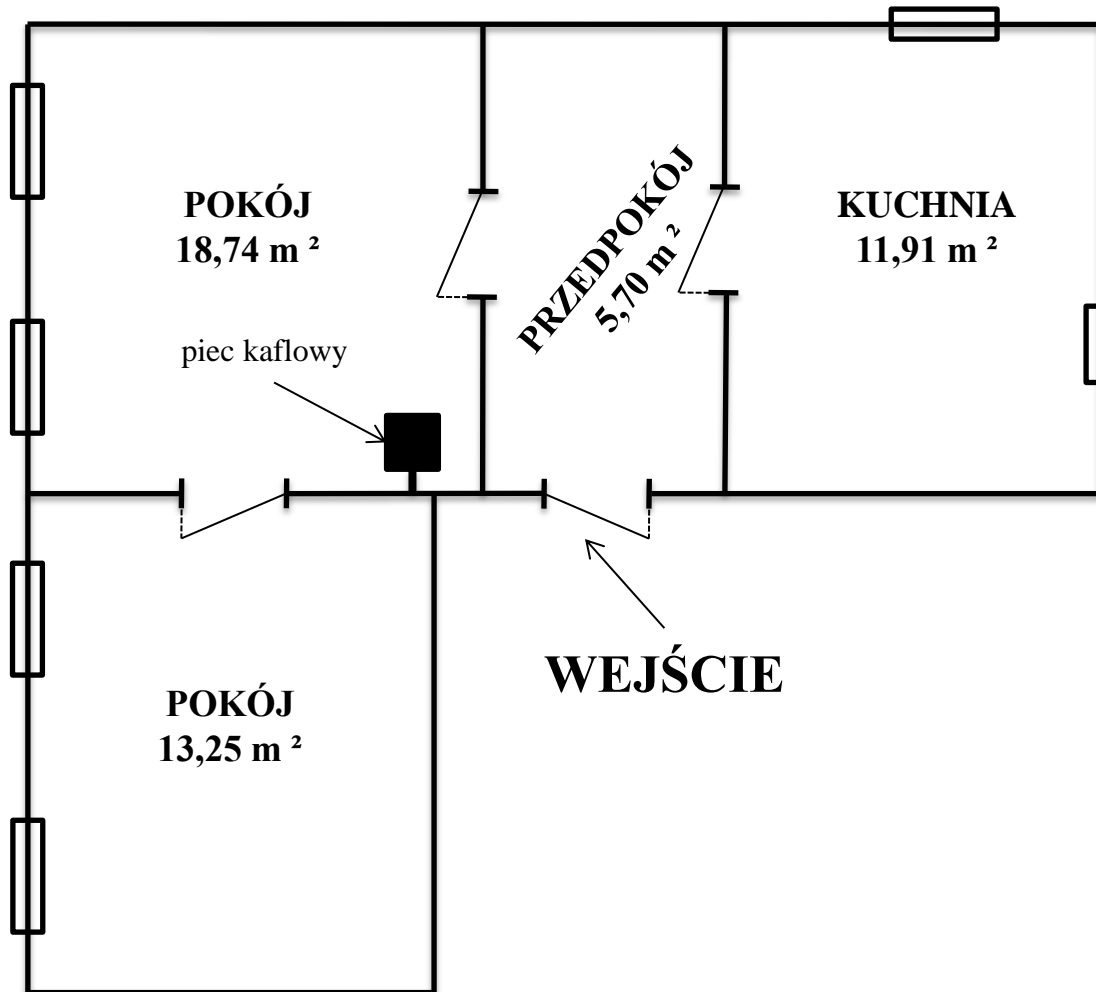 POKÓJ
18,74 m ²
PRZEDPOKÓJ
5,70 m ²
KUCHNIA
11,91 m ²
piec kaflowy
WEJŚCIE
POKÓJ
13,25 m ²